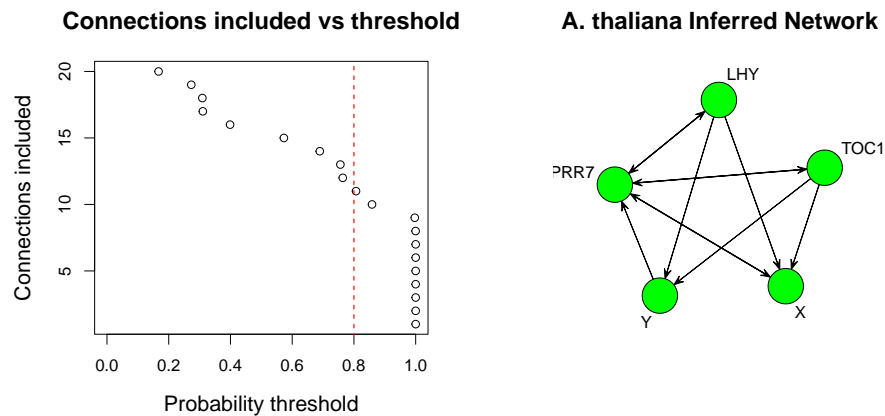 Connections included vs threshold
A. thaliana Inferred Network
Connections included
20
15
10
5
0.0 0.2 0.4 0.6 0.8 1.0
Probability threshold
LHY
TOC1
PRR7
Y
X